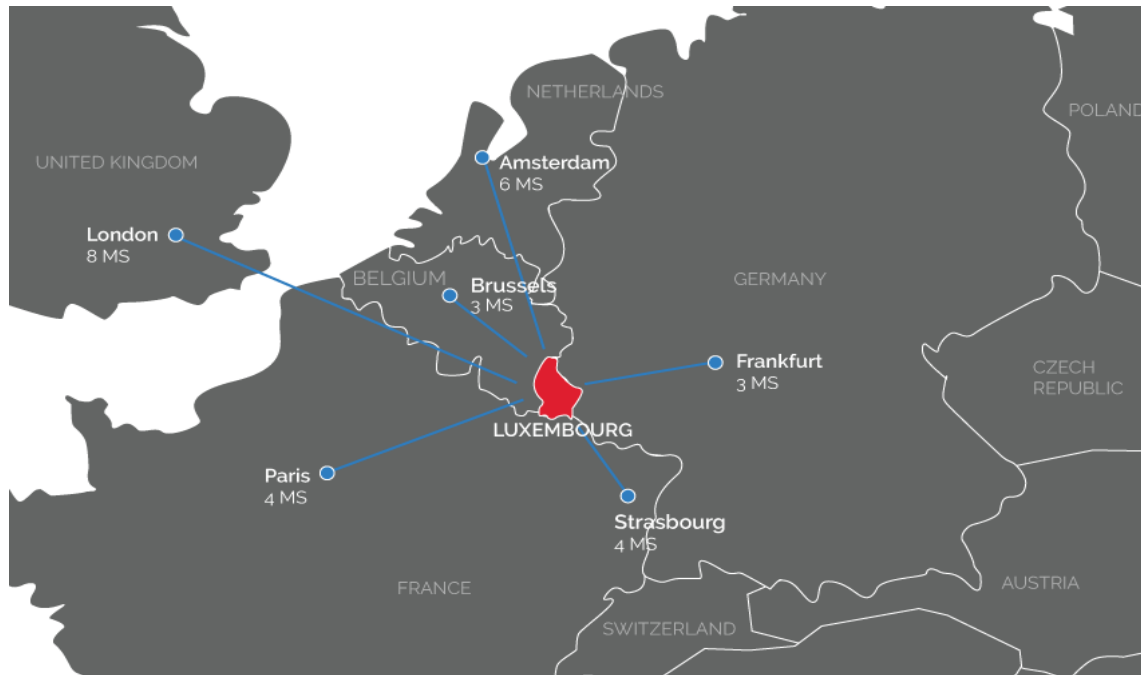 NETHERLANDS
POLAND
UNITED KINGDOM
Amsterdam
6 MS
London
8 MS
BELGIUM
Brussels
3 MS
GERMANY
Frankfurt
3 MS
CZECH
REPUBLIC
LUXEMBOURG
Paris
4 MS
Strasbourg
4 MS
FRANCE
AUSTRIA
SWITZERLAND